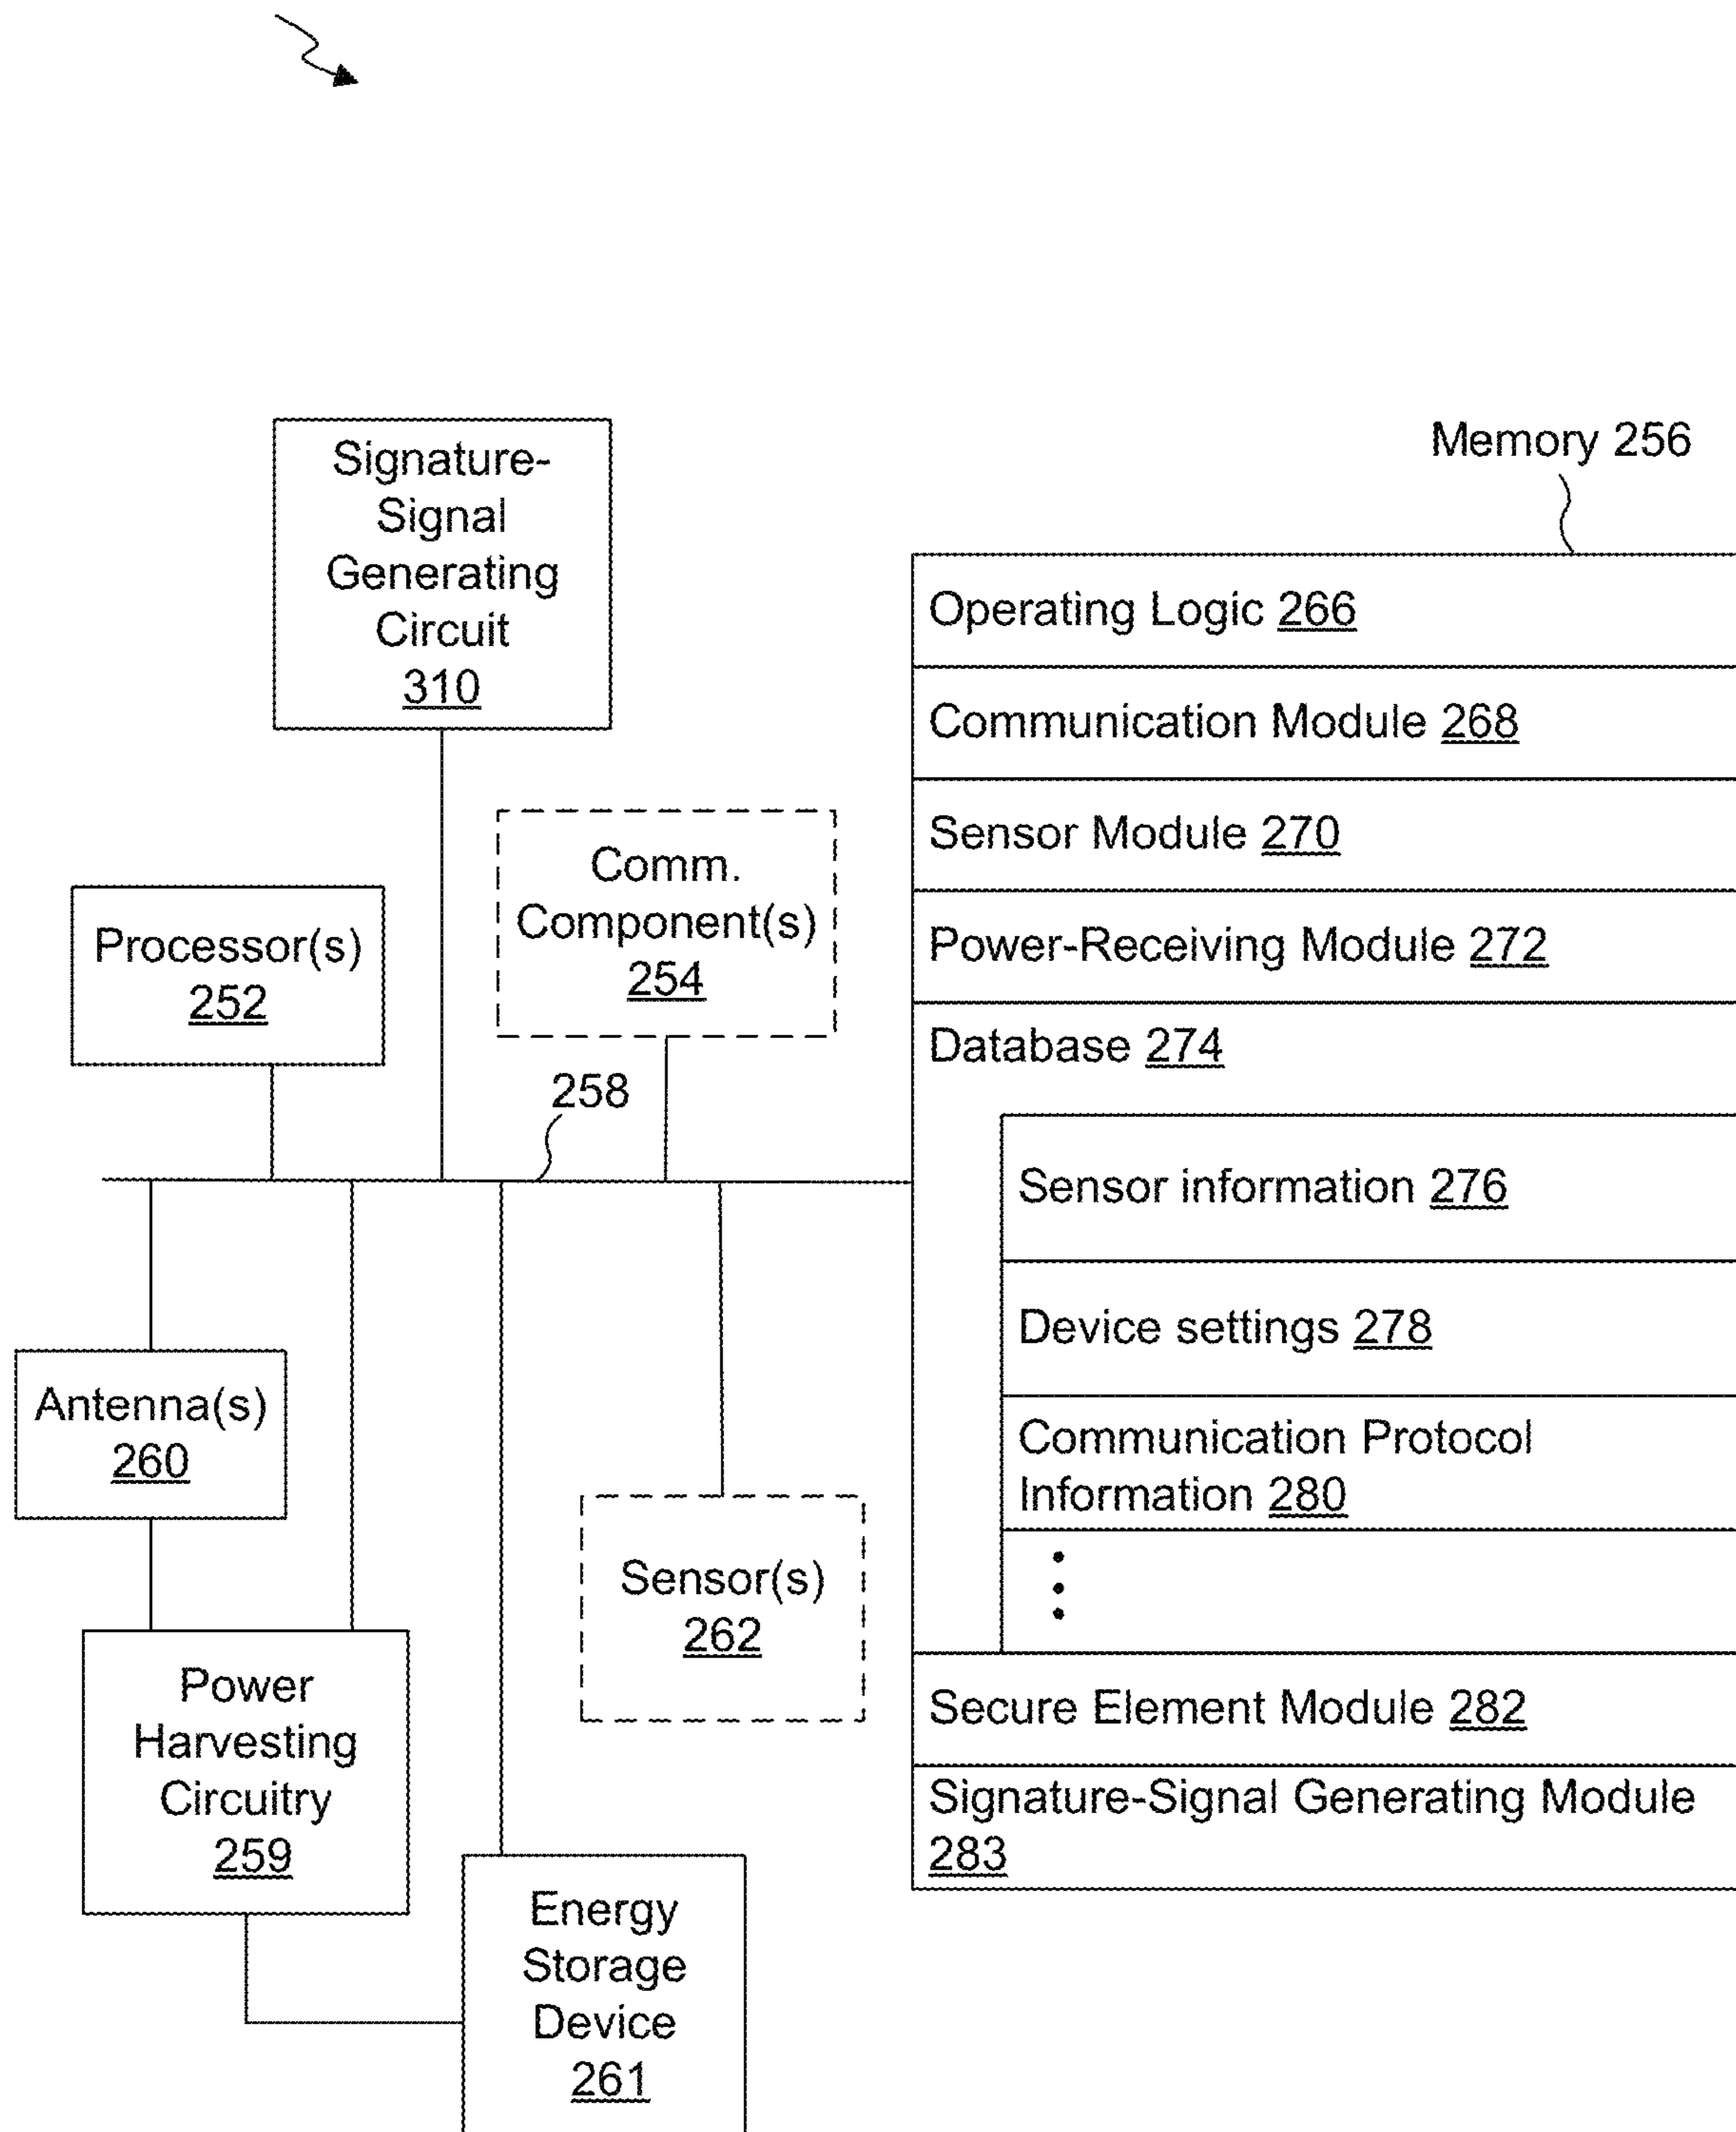 Signature-
Signal
Generating
Circuit
310
Memory 256
Operating Logic 266
Communication Module 268
Sensor Module 270
Power-Receiving Module 272
Database 274
Sensor information 276
Device settings 278
Communication Protocol
Information 280
Secure Element Module 282
Signature-Signal Generating Module
283
Comm.
Component(s)
254
Processor(s)
252
258
Antenna(s)
260
Sensor(s)
262
Power
Harvesting
Circuitry
259
Energy
Storage
Device
261